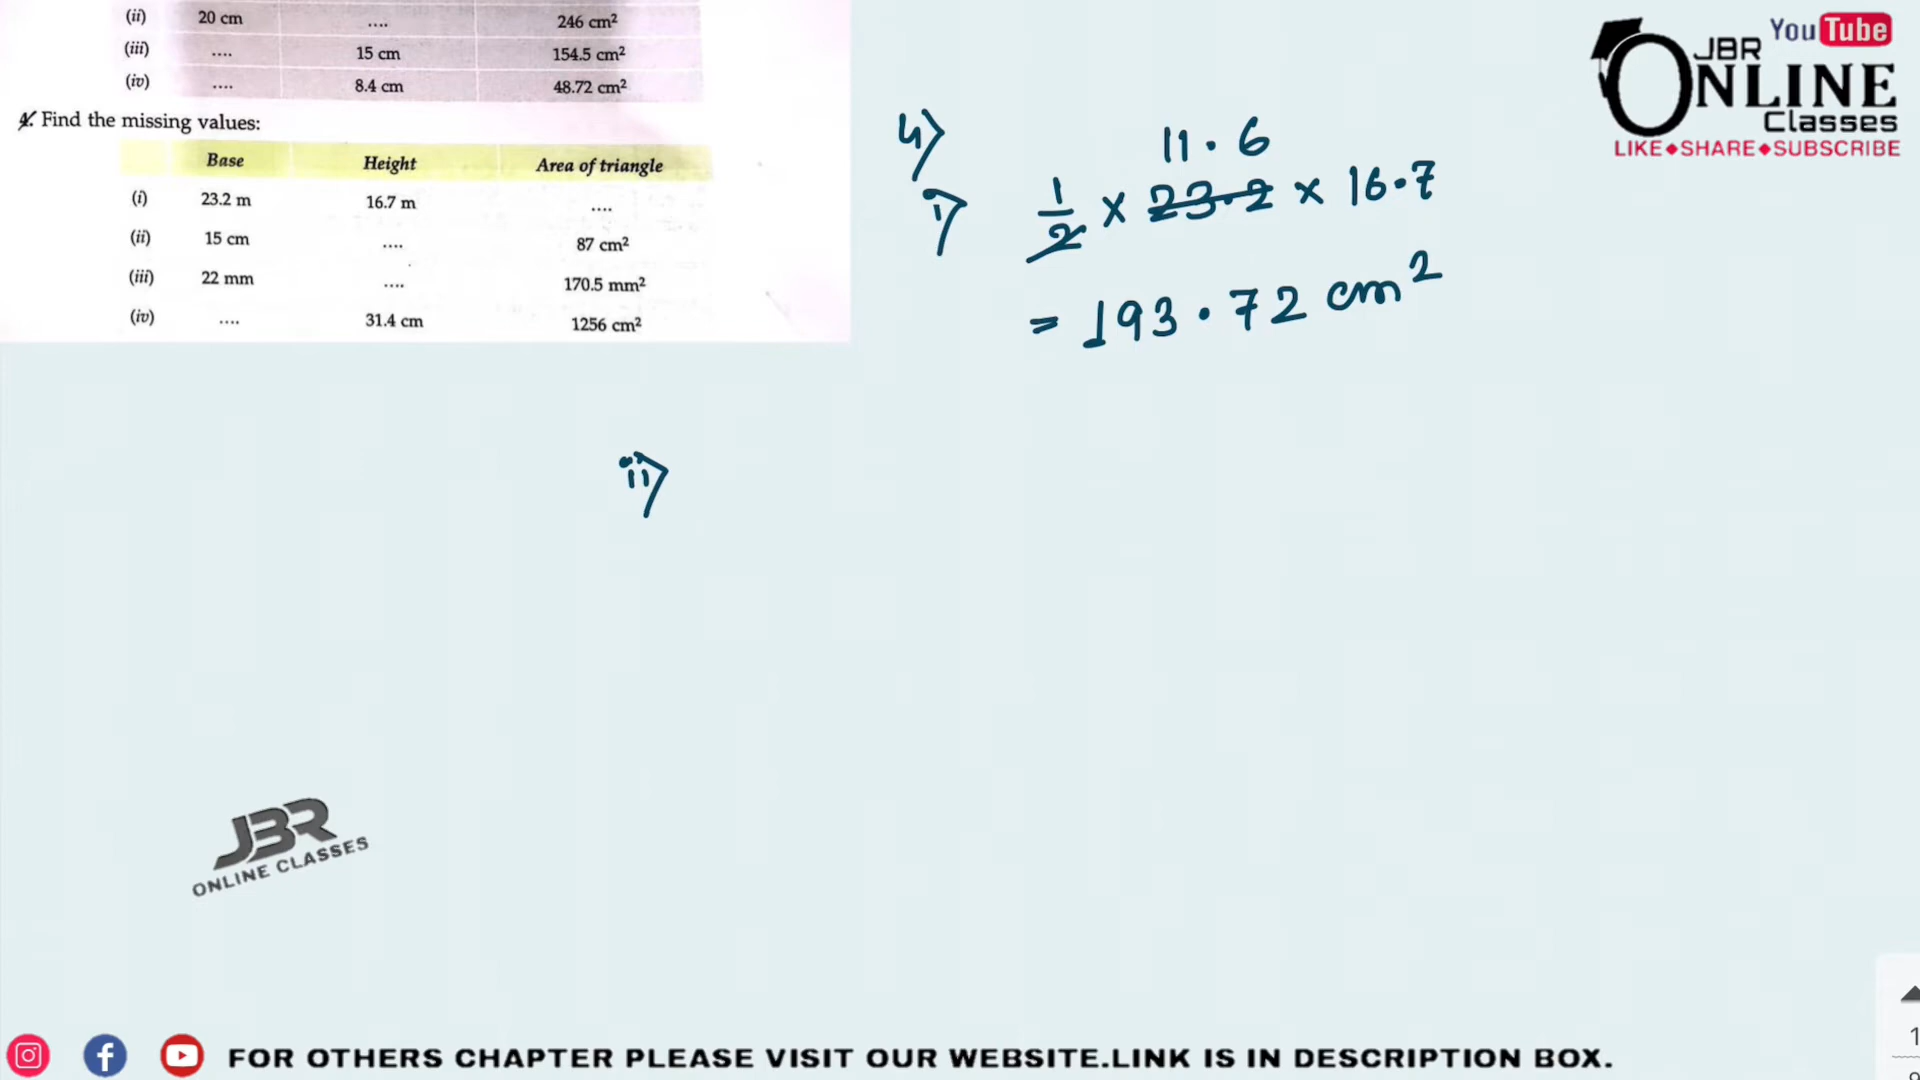 (ii) 20 cm .... 246 cm²
(iii) .... 15 cm 154.5 cm²
(iv) .... 8.4 cm 48.72 cm²
4. Find the missing values:
Base Height Area of triangle
(i) 23.2 m 16.7 m ....
(ii) 15 cm .... 87 cm²
(iii) 22 mm .... 170.5 mm²
(iv) .... 31.4 cm 1256 cm²
4)
11.6
i) 1/2 × 23.2 × 16.7
= 193.72 cm²
ii)
YouTube
JBR
ONLINE
Classes
LIKE◆SHARE◆SUBSCRIBE
JBR
ONLINE CLASSES
1
FOR OTHERS CHAPTER PLEASE VISIT OUR WEBSITE.LINK IS IN DESCRIPTION BOX.